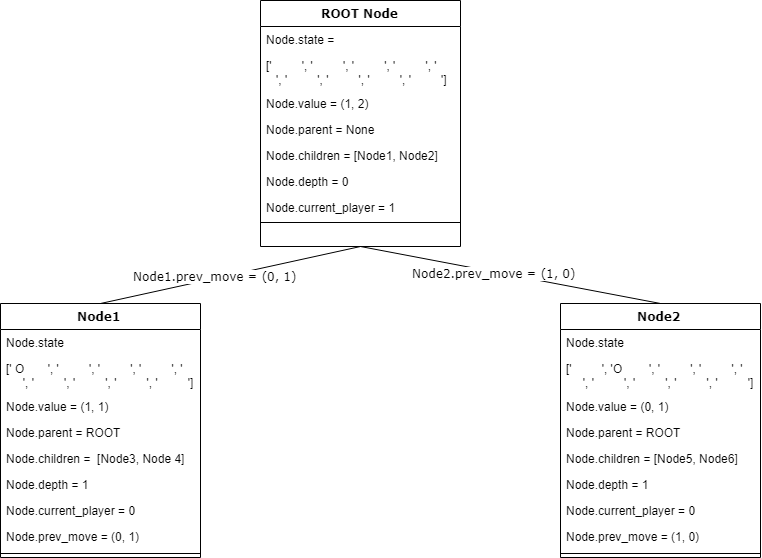 ROOT Node
Node.state =
['         ', '         ', '         ', '         ', '
   ', '         ', '         ', '         ', '         ']
Node.value = (1, 2)
Node.parent = None
Node.children = [Node1, Node2]
Node.depth = 0
Node.current_player = 1
Node1.prev_move = (0, 1)
Node2.prev_move = (1, 0)
Node1
Node.state
[' O       ', '         ', '         ', '         ', '
     ', '         ', '         ', '         ', '         ']
Node.value = (1, 1)
Node.parent = ROOT
Node.children =  [Node3, Node 4]
Node.depth = 1
Node.current_player = 0
Node.prev_move = (0, 1)
Node2
Node.state
['         ', 'O        ', '         ', '         ', '
     ', '         ', '         ', '         ', '         ']
Node.value = (0, 1)
Node.parent = ROOT
Node.children = [Node5, Node6]
Node.depth = 1
Node.current_player = 0
Node.prev_move = (1, 0)